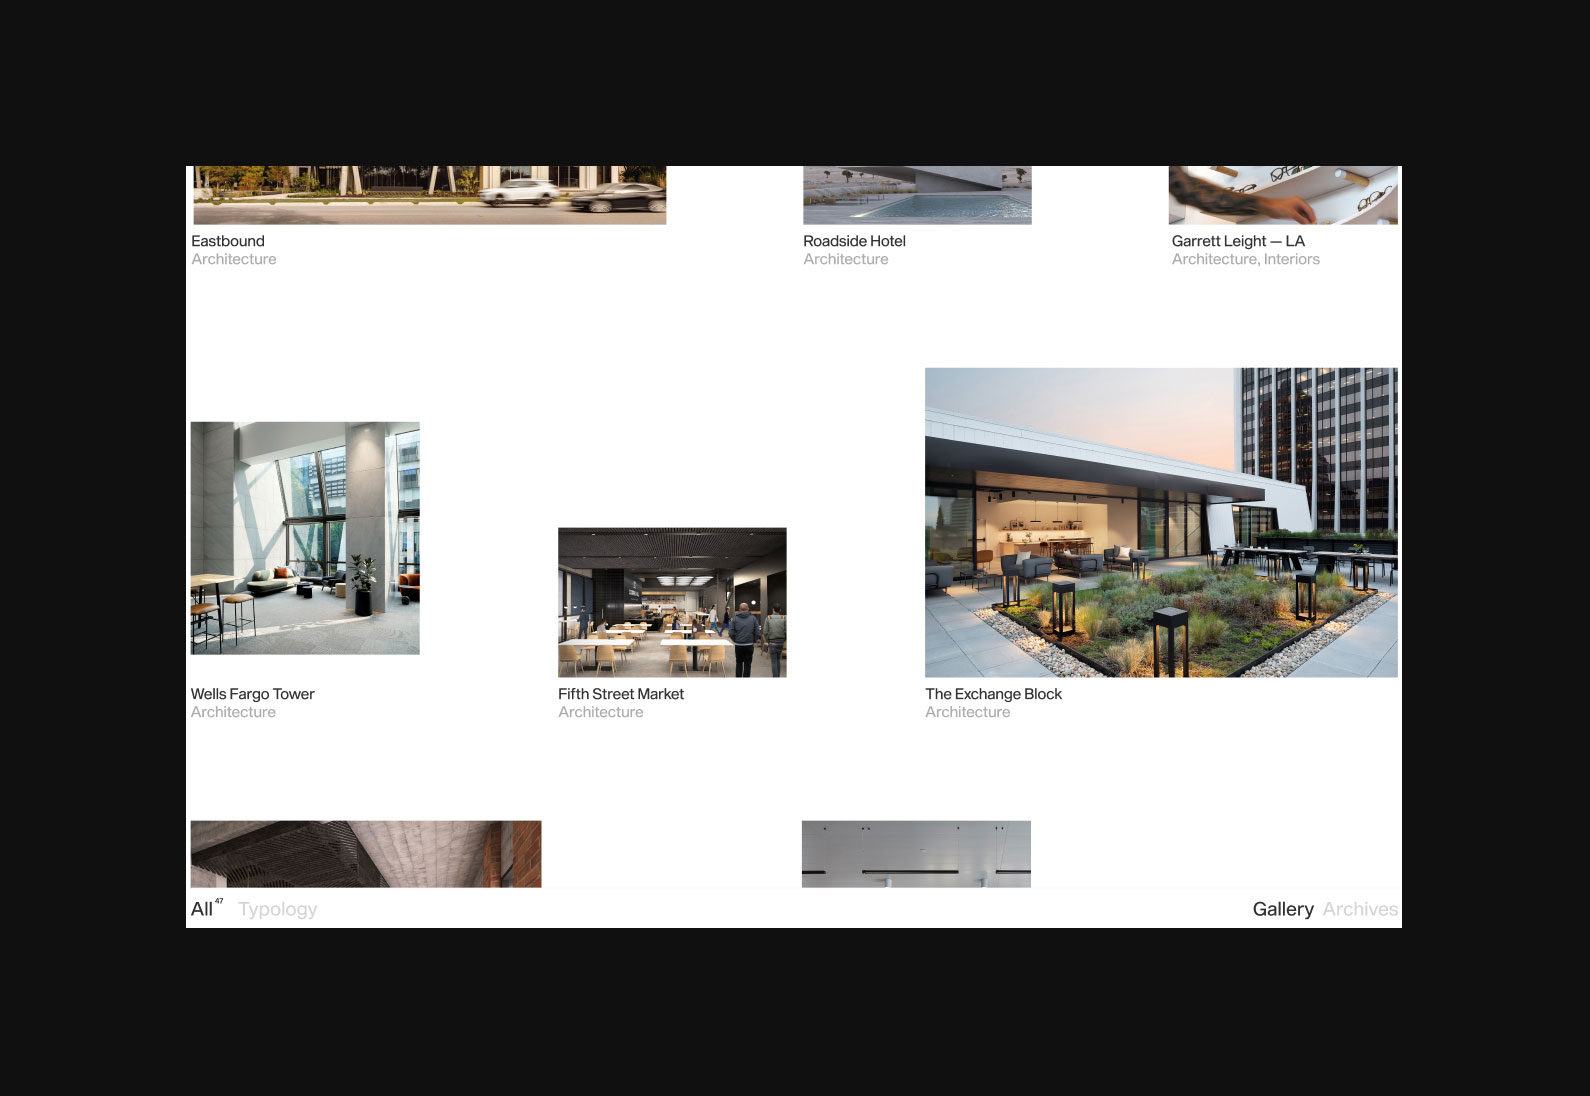 Eastbound
Architecture
Roadside Hotel
Architecture
Garrett Leight — LA
Architecture, Interiors
Wells Fargo Tower
Architecture
Fifth Street Market
Architecture
The Exchange Block
Architecture
All 47
Typology
Gallery
Archives